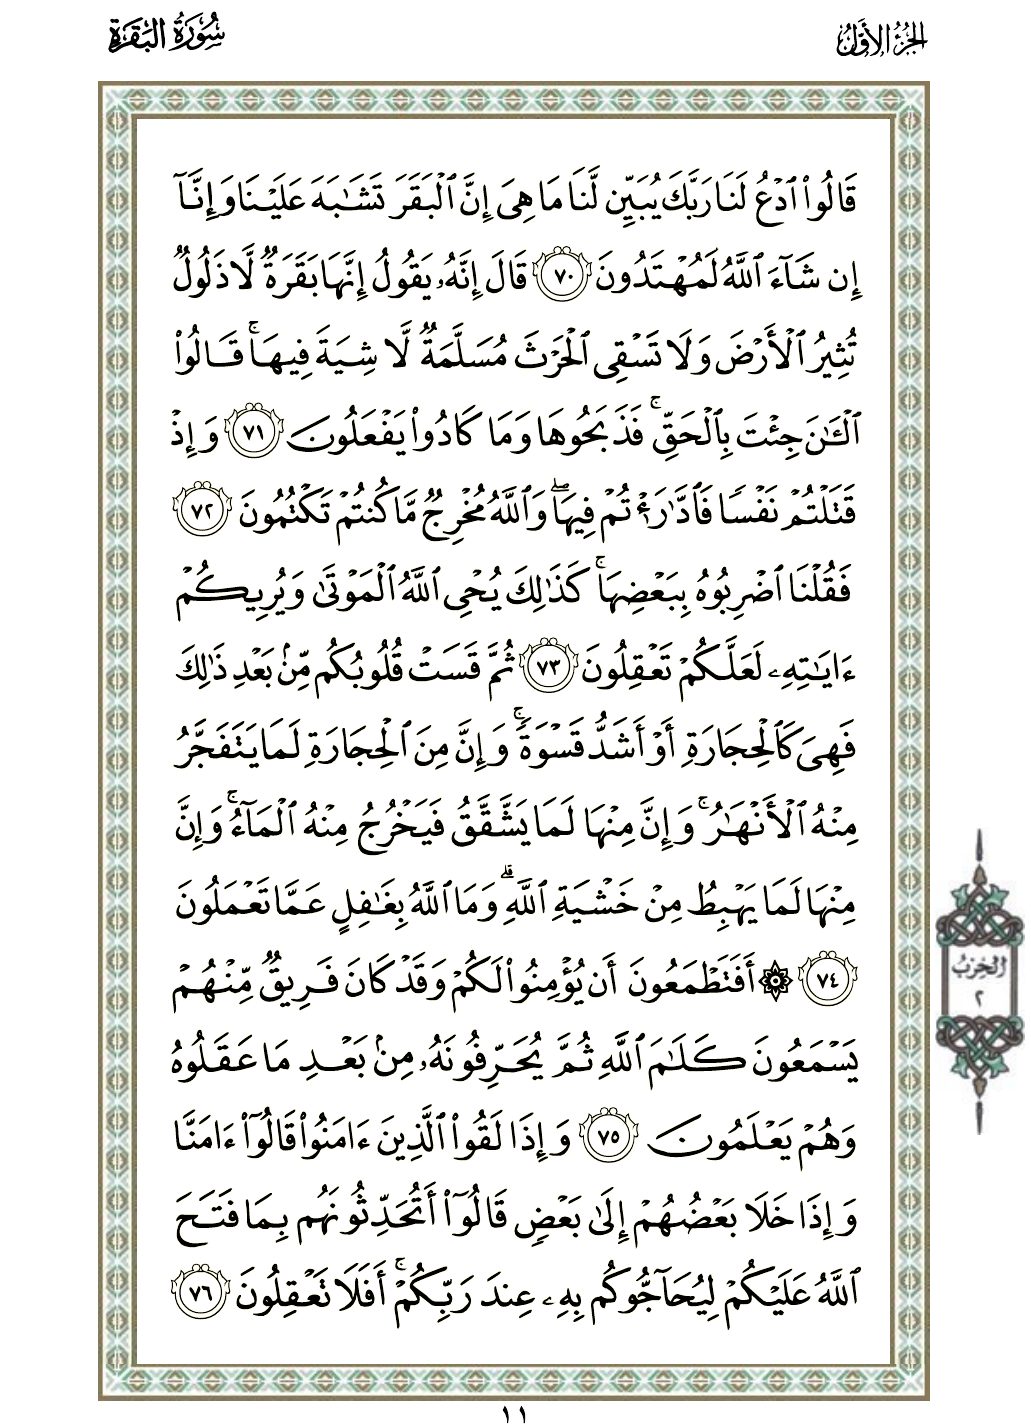 الجزء الأول
سورة البقرة
قَالُوا۟ ٱدْعُ لَنَا رَبَّكَ يُبَيِّن لَّنَا مَا هِىَ إِنَّ ٱلْبَقَرَ تَشَـٰبَهَ عَلَيْنَا وَإِنَّآ
إِن شَآءَ ٱللَّهُ لَمُهْتَدُونَ ٧٠ قَالَ إِنَّهُۥ يَقُولُ إِنَّهَا بَقَرَةٌ لَّا ذَلُولٌ
تُثِيرُ ٱلْأَرْضَ وَلَا تَسْقِى ٱلْحَرْثَ مُسَلَّمَةٌ لَّا شِيَةَ فِيهَا ۚ قَالُوا۟
ٱلْـَٔـٰنَ جِئْتَ بِٱلْحَقِّ ۚ فَذَبَحُوهَا وَمَا كَادُوا۟ يَفْعَلُونَ ٧١ وَإِذْ
قَتَلْتُمْ نَفْسًا فَٱدَّٰرَْٰٔتُمْ فِيهَا ۖ وَٱللَّهُ مُخْرِجٌ مَّا كُنتُمْ تَكْتُمُونَ ٧٢
فَقُلْنَا ٱضْرِبُوهُ بِبَعْضِهَا ۚ كَذَٰلِكَ يُحْىِ ٱللَّهُ ٱلْمَوْتَىٰ وَيُرِيكُمْ
ءَايَـٰتِهِۦ لَعَلَّكُمْ تَعْقِلُونَ ٧٣ ثُمَّ قَسَتْ قُلُوبُكُم مِّنۢ بَعْدِ ذَٰلِكَ
فَهِىَ كَٱلْحِجَارَةِ أَوْ أَشَدُّ قَسْوَةً ۚ وَإِنَّ مِنَ ٱلْحِجَارَةِ لَمَا يَتَفَجَّرُ
مِنْهُ ٱلْأَنْهَـٰرُ ۚ وَإِنَّ مِنْهَا لَمَا يَشَّقَّقُ فَيَخْرُجُ مِنْهُ ٱلْمَآءُ ۚ وَإِنَّ
مِنْهَا لَمَا يَهْبِطُ مِنْ خَشْيَةِ ٱللَّهِ ۗ وَمَا ٱللَّهُ بِغَـٰفِلٍ عَمَّا تَعْمَلُونَ
٧٤ ۞ أَفَتَطْمَعُونَ أَن يُؤْمِنُوا۟ لَكُمْ وَقَدْ كَانَ فَرِيقٌ مِّنْهُمْ
يَسْمَعُونَ كَلَـٰمَ ٱللَّهِ ثُمَّ يُحَرِّفُونَهُۥ مِنۢ بَعْدِ مَا عَقَلُوهُ
وَهُمْ يَعْلَمُونَ ٧٥ وَإِذَا لَقُوا۟ ٱلَّذِينَ ءَامَنُوا۟ قَالُوٓا۟ ءَامَنَّا
وَإِذَا خَلَا بَعْضُهُمْ إِلَىٰ بَعْضٍ قَالُوٓا۟ أَتُحَدِّثُونَهُم بِمَا فَتَحَ
ٱللَّهُ عَلَيْكُمْ لِيُحَآجُّوكُم بِهِۦ عِندَ رَبِّكُمْ ۚ أَفَلَا تَعْقِلُونَ ٧٦
الحزب
٢
١١